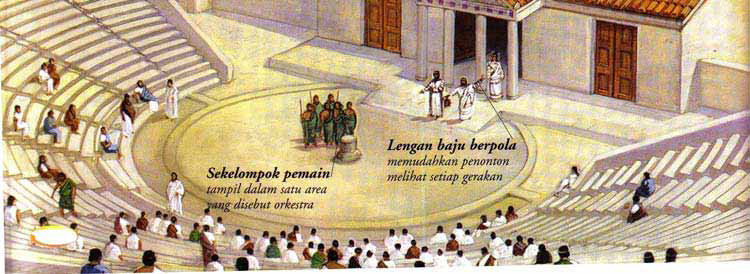 Sekelompok pemain
tampil dalam satu area
yang disebut orkestra
Lengan baju berpola
memudahkan penonton
melihat setiap gerakan